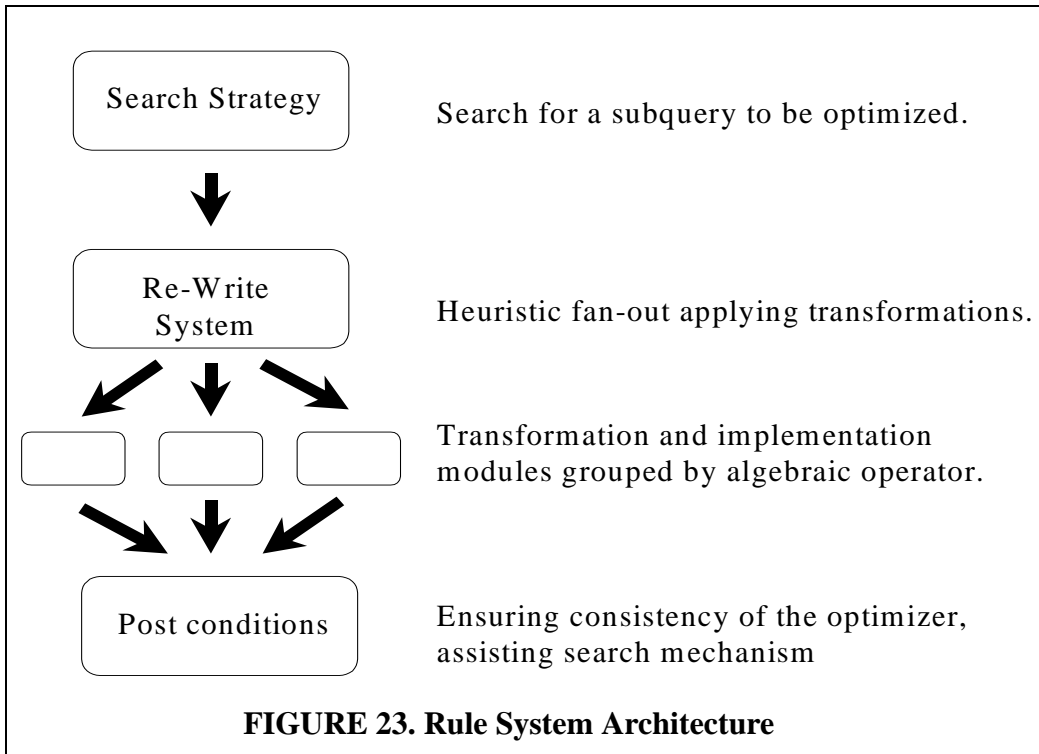 Search Strategy
Search for a subquery to be optimized.
Re-Write
System
Heuristic fan-out applying transformations.
Transformation and implementation
modules grouped by algebraic operator.
Post conditions
Ensuring consistency of the optimizer,
assisting search mechanism
FIGURE 23. Rule System Architecture